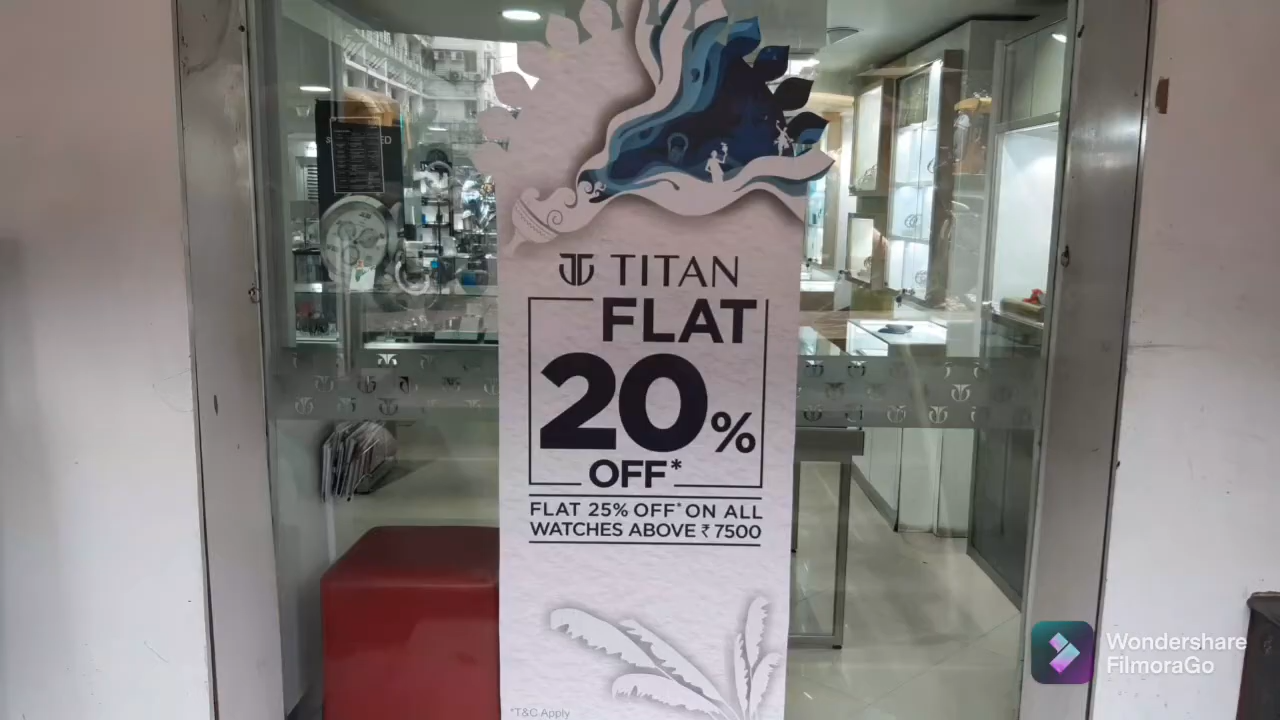 TITAN
FLAT
20%
OFF*
FLAT 25% OFF* ON ALL
WATCHES ABOVE ₹ 7500
*T&C Apply
Wondershare
FilmoraGo